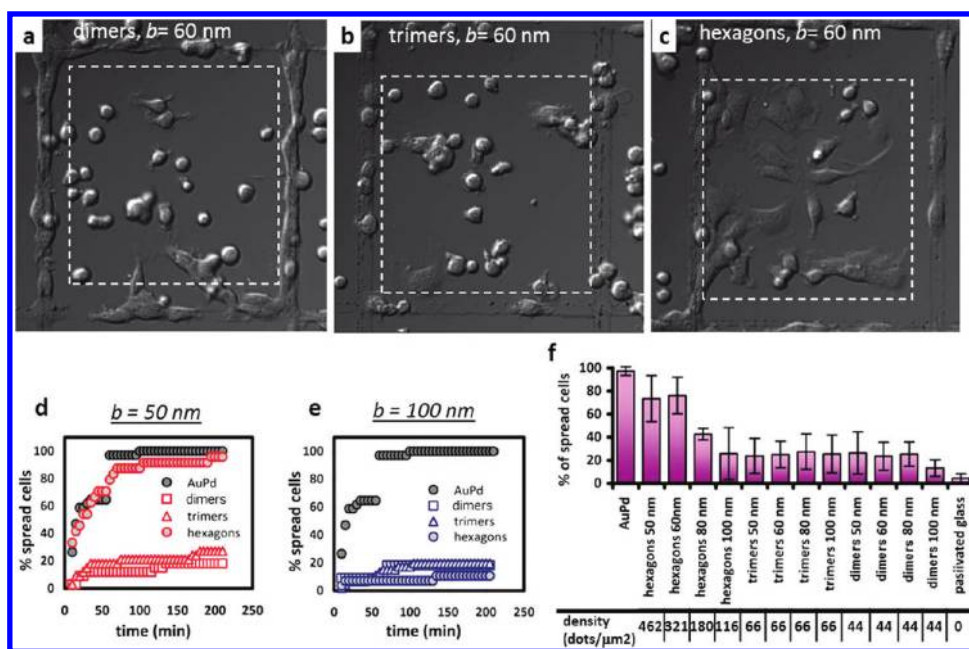 a dimers, b= 60 nm
b trimers, b= 60 nm
c hexagons, b= 60 nm
d b = 50 nm
% spread cells
100
80
60
40
20
0
AuPd
dimers
trimers
hexagons
0 50 100 150 200 250
time (min)
e b = 100 nm
% spread cells
100
80
60
40
20
0
AuPd
dimers
trimers
hexagons
0 50 100 150 200 250
time (min)
f
% of spread cells
100
80
60
40
20
0
AuPd
hexagons 50 nm
hexagons 60nm
hexagons 80 nm
hexagons 100 nm
trimers 50 nm
trimers 60 nm
trimers 80 nm
trimers 100 nm
dimers 50 nm
dimers 60 nm
dimers 80 nm
dimers 100 nm
pasiivated glass
density
(dots/μm2)
462 321 180 116 66 66 66 66 44 44 44 44 0